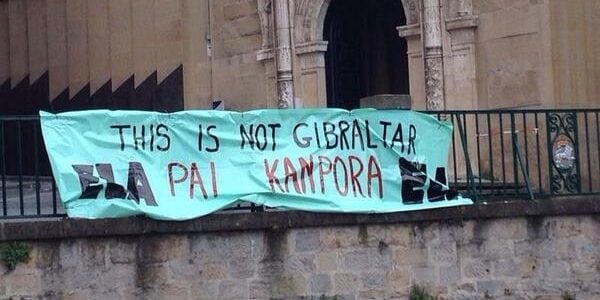 THIS IS NOT GIBRALTAR
ELA PAI KANPORA ELA